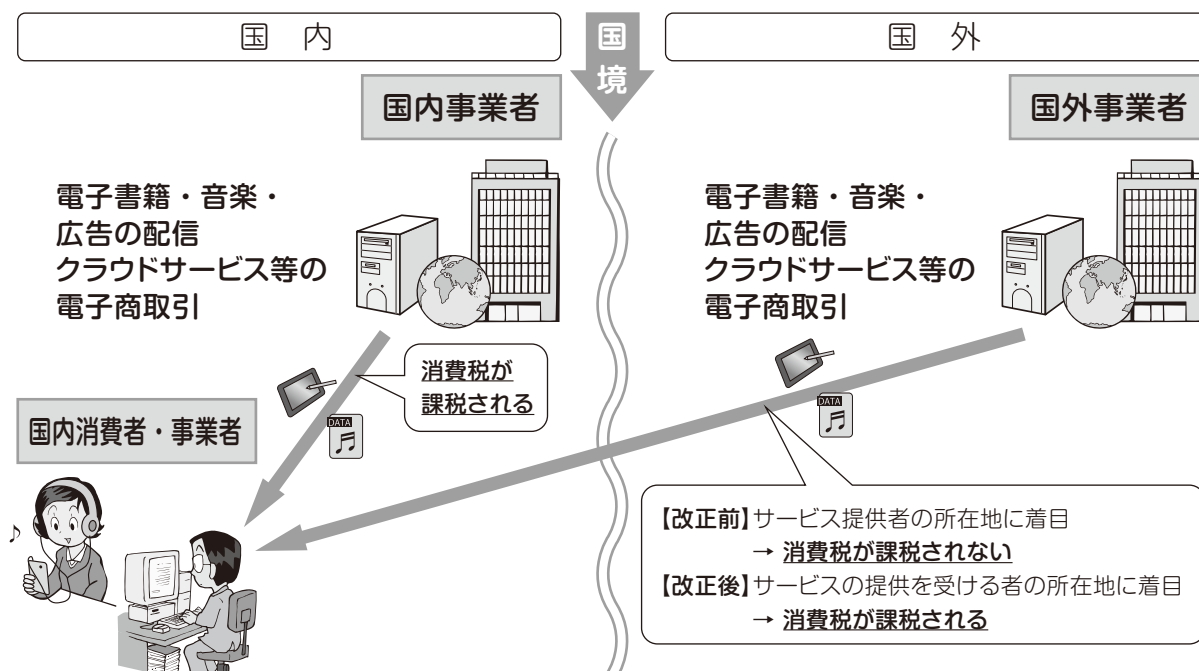 国 内
国境
国 外
国内事業者
電子書籍・音楽・
広告の配信
クラウドサービス等の
電子商取引
消費税が
課税される
DATA
国内消費者・事業者
国外事業者
電子書籍・音楽・
広告の配信
クラウドサービス等の
電子商取引
DATA
【改正前】サービス提供者の所在地に着目
→ 消費税が課税されない
【改正後】サービスの提供を受ける者の所在地に着目
→ 消費税が課税される